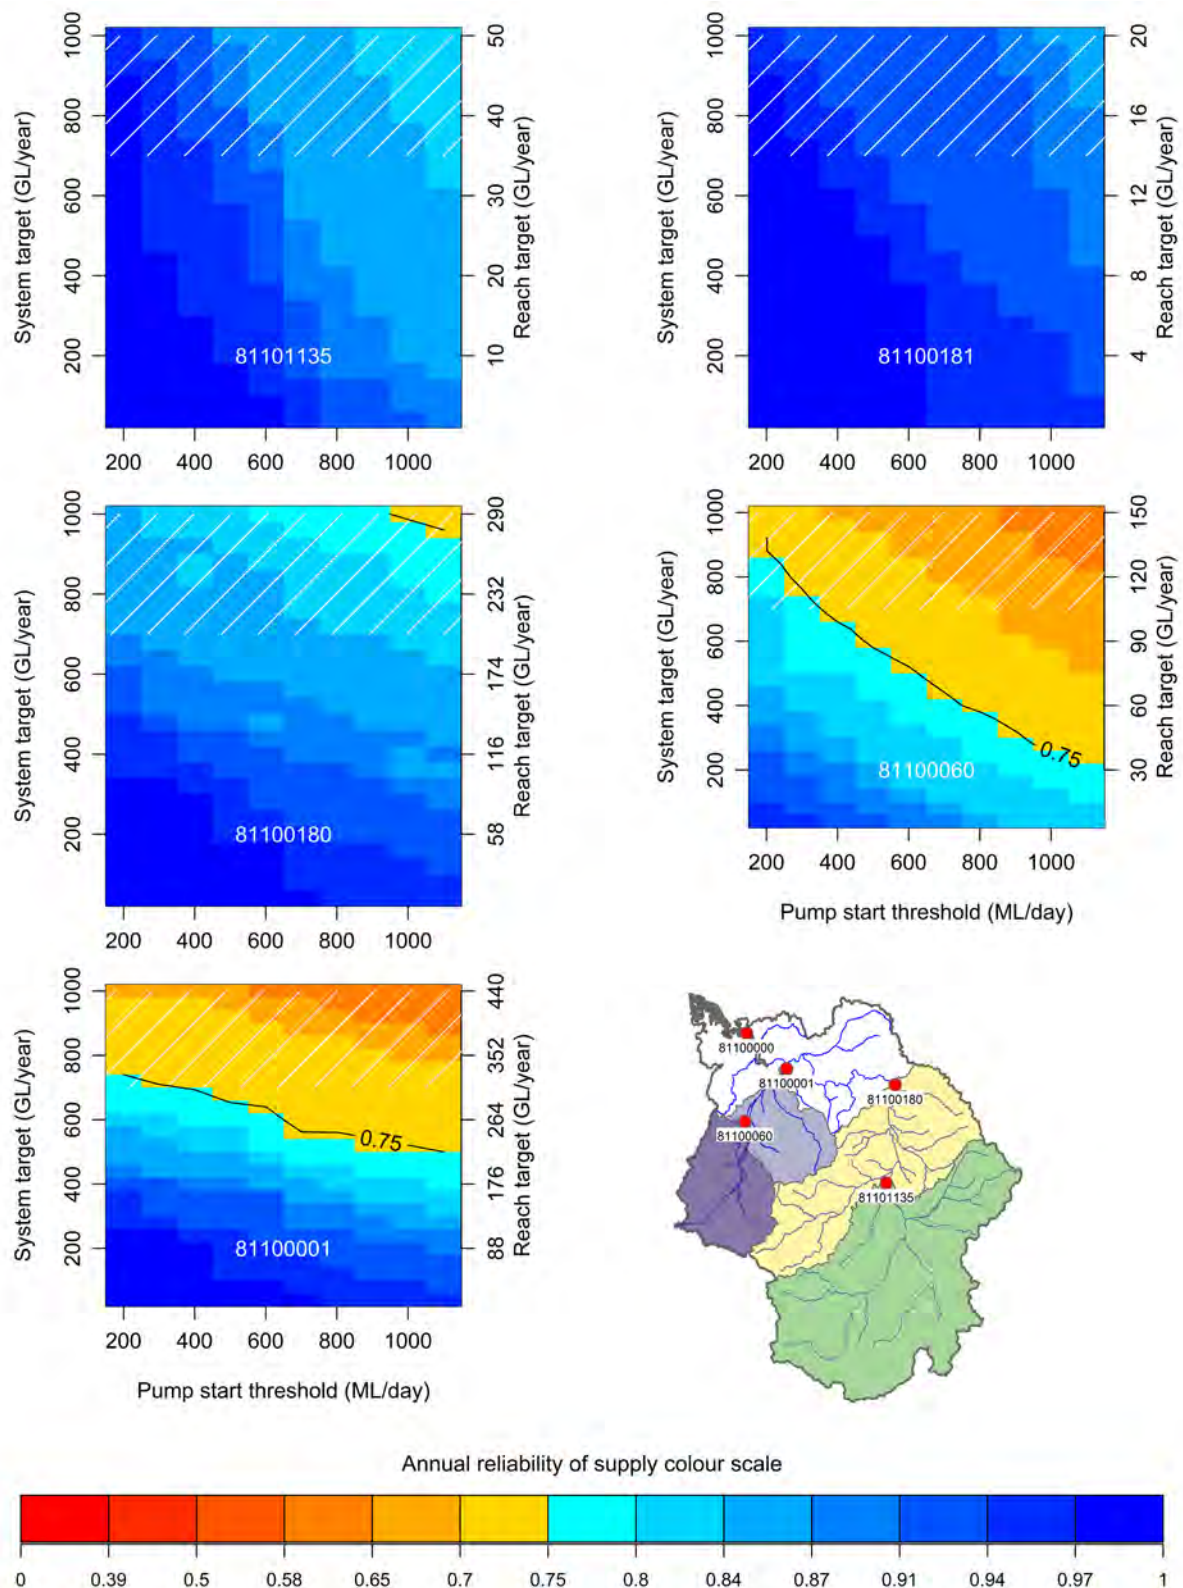 System target (GL/year)
200 400 600 800 1000
81101135
10 20 30 40 50
Reach target (GL/year)
200 400 600 800 1000
System target (GL/year)
200 400 600 800 1000
81100181
4 8 12 16 20
Reach target (GL/year)
200 400 600 800 1000
System target (GL/year)
200 400 600 800 1000
81100180
58 116 174 232 290
Reach target (GL/year)
200 400 600 800 1000
System target (GL/year)
200 400 600 800 1000
0.75
81100060
30 60 90 120 150
Reach target (GL/year)
200 400 600 800 1000
Pump start threshold (ML/day)
System target (GL/year)
200 400 600 800 1000
0.75
81100001
88 176 264 352 440
Reach target (GL/year)
200 400 600 800 1000
Pump start threshold (ML/day)
81100000
81100001
81100180
81100060
81101135
Annual reliability of supply colour scale
0 0.39 0.5 0.58 0.65 0.7 0.75 0.8 0.84 0.87 0.91 0.94 0.97 1